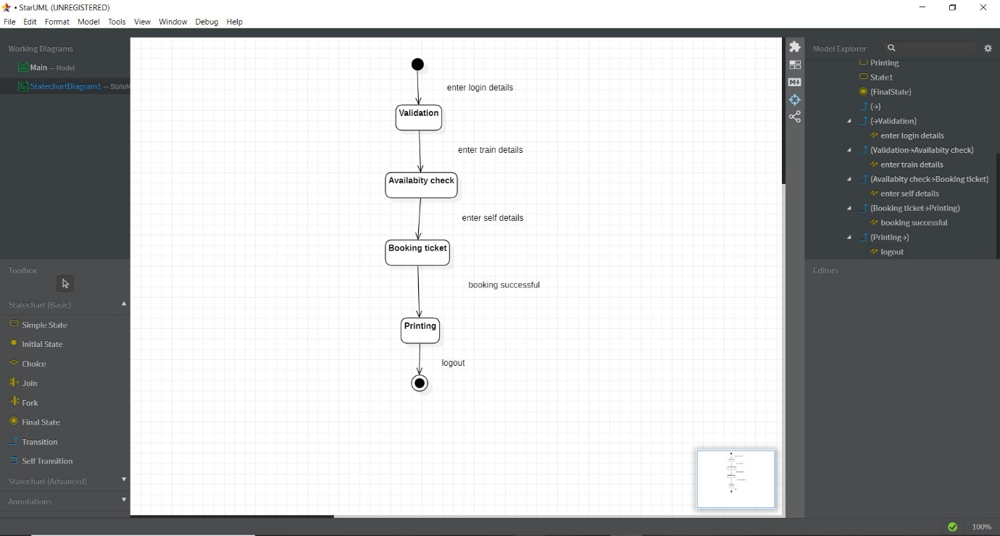 • StarUML (UNREGISTERED)
File Edit Format Model Tools View Window Debug Help
Working Diagrams
Main — Model
StatechartDiagram1 — StateM
Toolbox
Statechart (Basic)
Simple State
Initial State
Choice
Join
Fork
Final State
Transition
Self Transition
Statechart (Advanced)
Annotations
enter login details
Validation
enter train details
Availabity check
enter self details
Booking ticket
booking successful
Printing
logout
M
Model Explorer
Printing
State1
(FinalState)
(→)
(→Validation)
enter login details
(Validation→Availabity check)
enter train details
(Availabity check→Booking ticket)
enter self details
(Booking ticket→Printing)
booking successful
(Printing→)
logout
Editors
100%